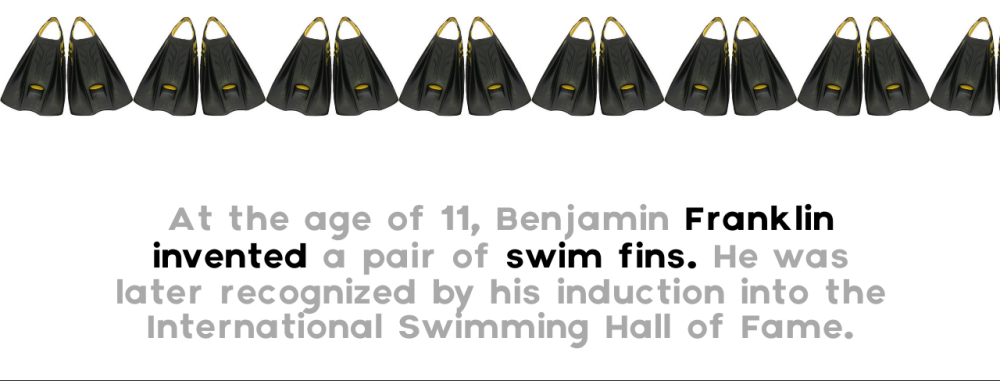 At the age of 11, Benjamin Franklin
invented a pair of swim fins. He was
later recognized by his induction into the
International Swimming Hall of Fame.